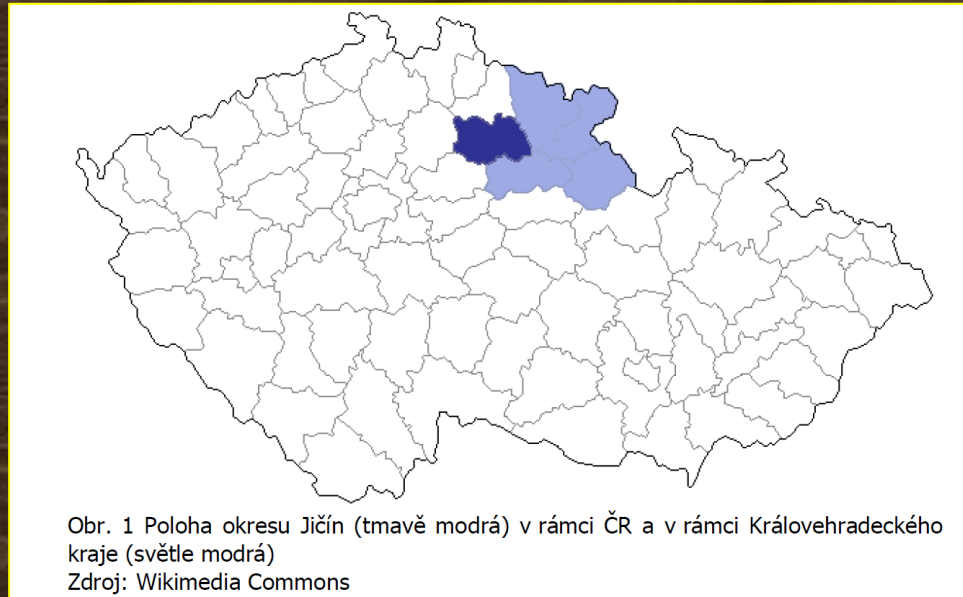 Obr. 1 Poloha okresu Jičín (tmavě modrá) v rámci ČR a v rámci Královehradeckého
kraje (světle modrá)
Zdroj: Wikimedia Commons